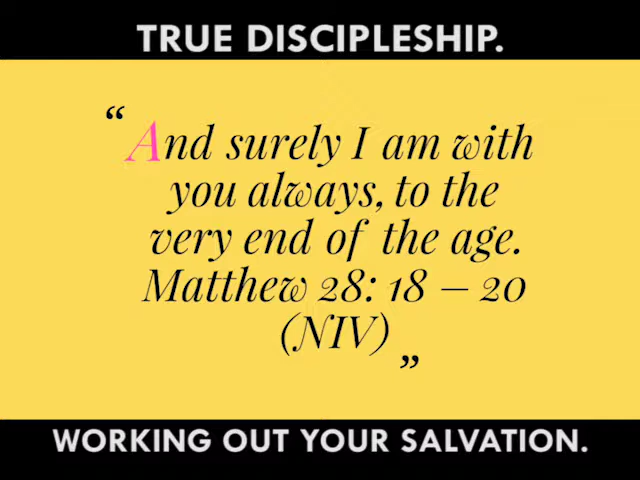 TRUE DISCIPLESHIP.
“And surely I am with
you always, to the
very end of the age.
Matthew 28: 18 – 20
(NIV)”
WORKING OUT YOUR SALVATION.